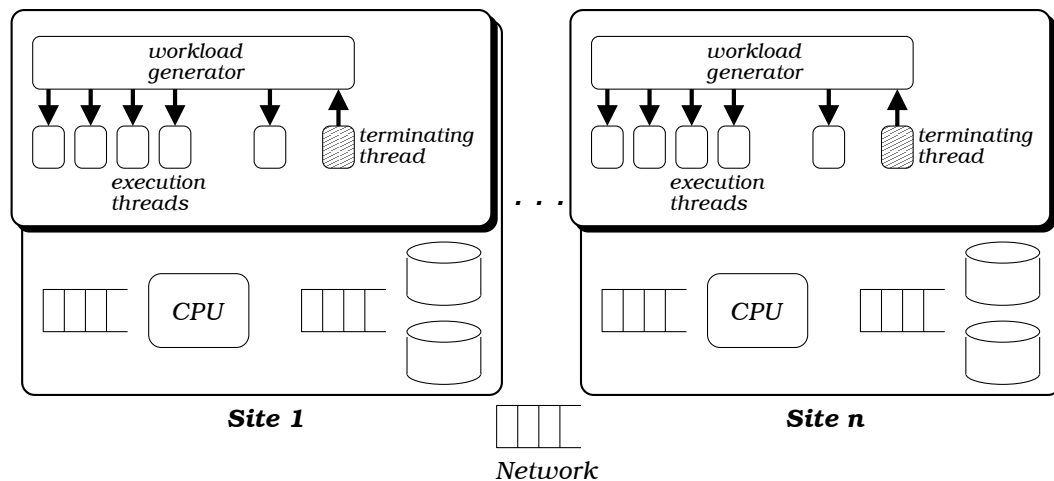 workload
generator
terminating
thread
execution
threads
CPU
Site 1
. . .
workload
generator
terminating
thread
execution
threads
CPU
Site n
Network